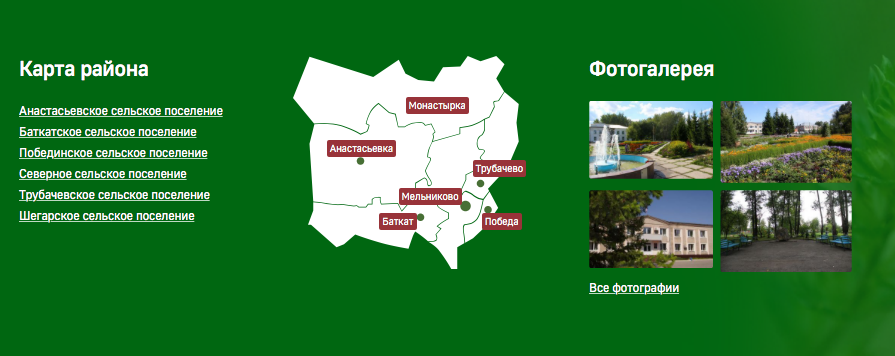 Карта района
Анастасьевское сельское поселение
Баткатское сельское поселение
Побединское сельское поселение
Северное сельское поселение
Трубачевское сельское поселение
Шегарское сельское поселение
Монастырка
Анастасьевка
Трубачево
Мельниково
Баткат
Победа
Фотогалерея
Все фотографии